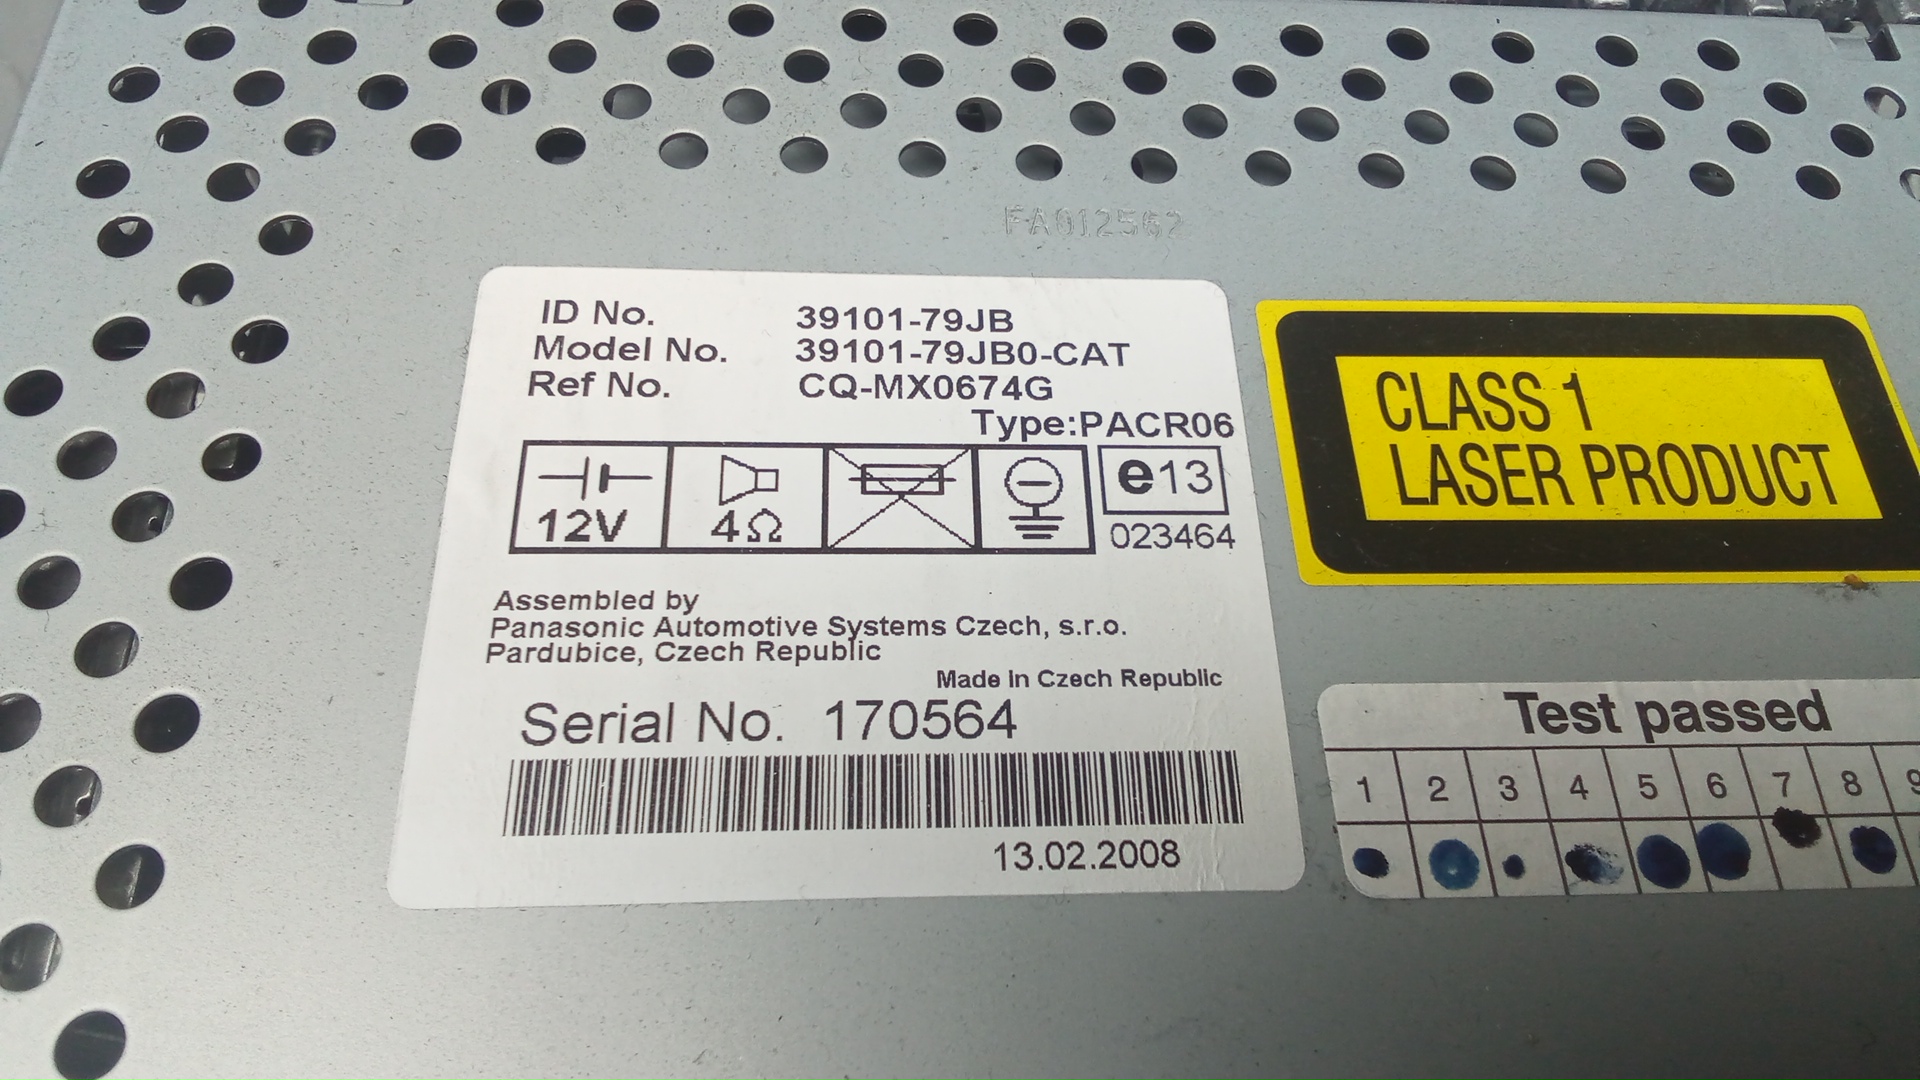 FA012562
ID No. 39101-79JB
Model No. 39101-79JB0-CAT
Ref No. CQ-MX0674G
Type:PACR06
12V
4Ω
e13
023464
Assembled by
Panasonic Automotive Systems Czech, s.r.o.
Pardubice, Czech Republic
Made In Czech Republic
Serial No. 170564
13.02.2008
CLASS 1
LASER PRODUCT
Test passed
1 2 3 4 5 6 7 8 9